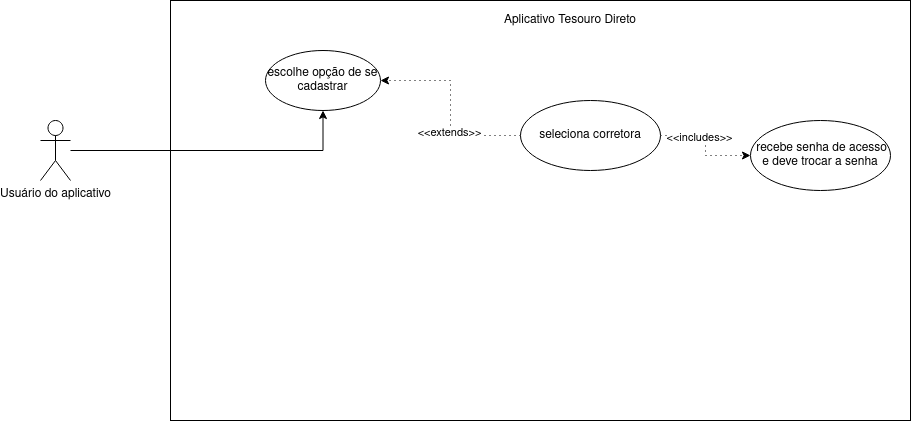 Aplicativo Tesouro Direto
escolhe opção de se
cadastrar
<<extends>>
seleciona corretora
<<includes>>
recebe senha de acesso
e deve trocar a senha
Usuário do aplicativo